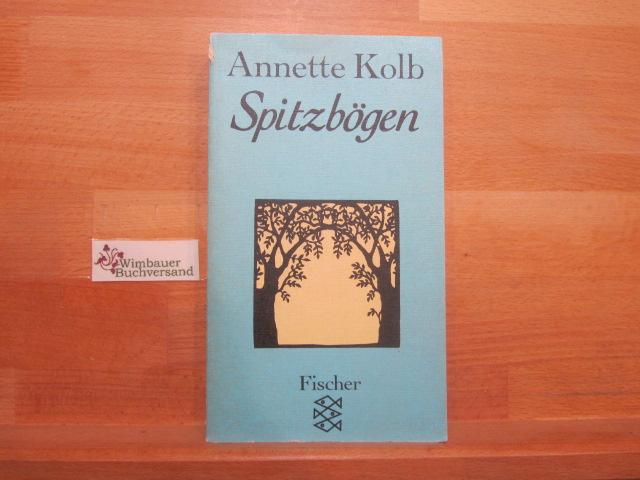 Annette Kolb
Spitzbögen
Wimbauer
Buchversand
Fischer